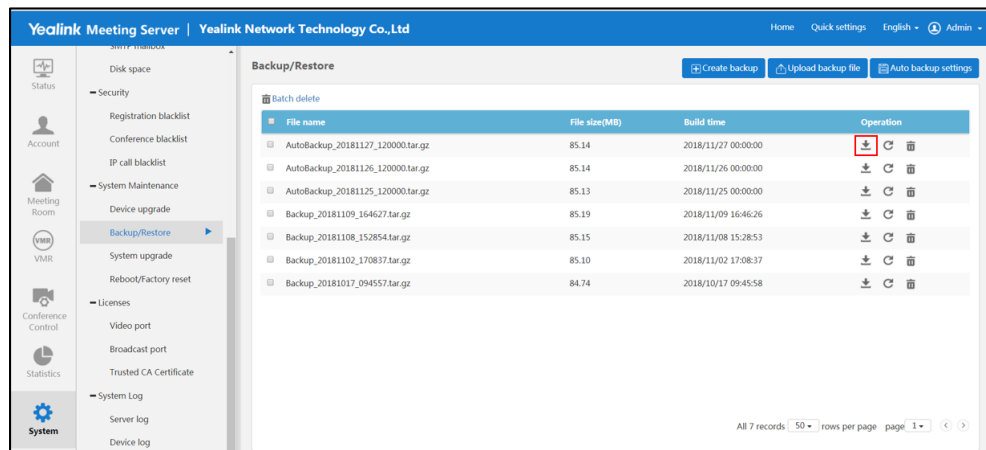 Yealink Meeting Server | Yealink Network Technology Co.,Ltd
Home Quick settings English Admin
Status
Account
Meeting
Room
VMR
VMR
Conference
Control
Statistics
System
SMTP mailbox
Disk space
Security
Registration blacklist
Conference blacklist
IP call blacklist
System Maintenance
Device upgrade
Backup/Restore
System upgrade
Reboot/Factory reset
Licenses
Video port
Broadcast port
Trusted CA Certificate
System Log
Server log
Device log
Backup/Restore
Create backup Upload backup file Auto backup settings
Batch delete
File name File size(MB) Build time Operation
AutoBackup_20181127_120000.tar.gz 85.14 2018/11/27 00:00:00
AutoBackup_20181126_120000.tar.gz 85.14 2018/11/26 00:00:00
AutoBackup_20181125_120000.tar.gz 85.13 2018/11/25 00:00:00
Backup_20181109_164627.tar.gz 85.19 2018/11/09 16:46:26
Backup_20181108_152854.tar.gz 85.15 2018/11/08 15:28:53
Backup_20181102_170837.tar.gz 85.10 2018/11/02 17:08:37
Backup_20181017_094557.tar.gz 84.74 2018/10/17 09:45:58
All 7 records 50 rows per page page 1